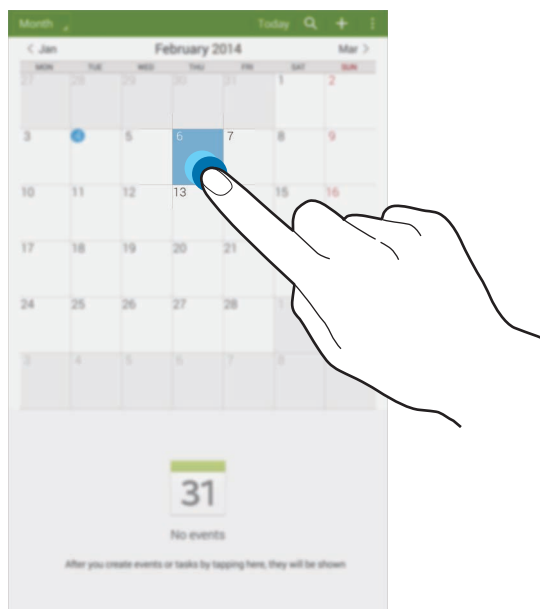 Month Today
< Jan February 2014 Mar >
MON TUE WED THU FRI SAT SUN
27 28 29 30 31 1 2
3 4 5 6 7 8 9
10 11 12 13 15 16
17 18 19 20 21
24 25 26 27 28
3 4 5 6 7 8
31
No events
After you create events or tasks by tapping here, they will be shown